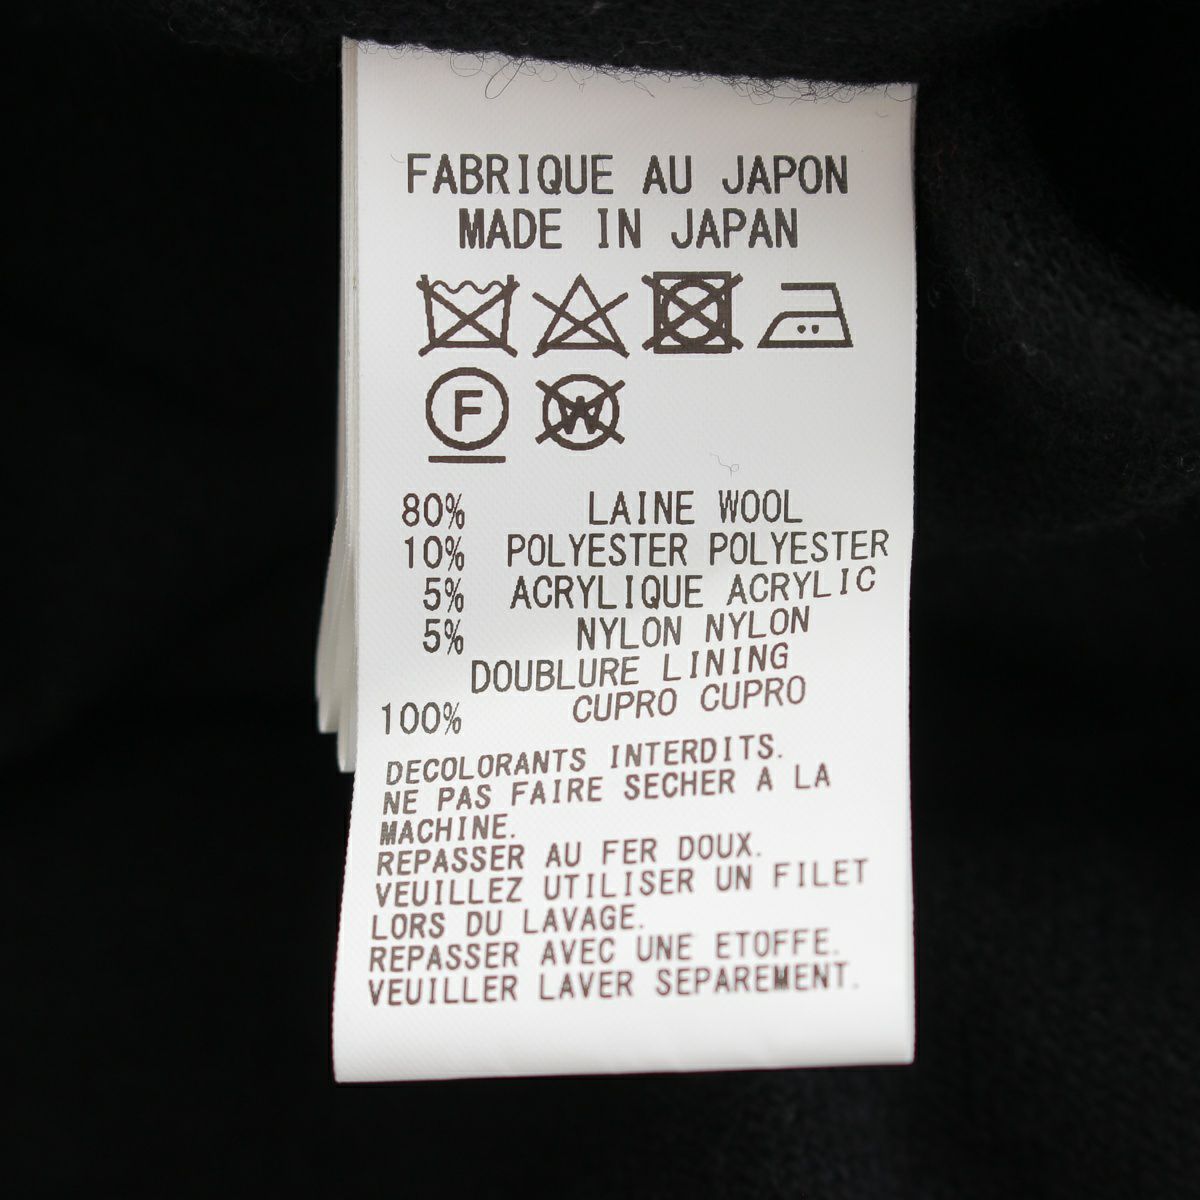 FABRIQUE AU JAPON
MADE IN JAPAN
F W
80% LAINE WOOL
10% POLYESTER POLYESTER
5% ACRYLIQUE ACRYLIC
5% NYLON NYLON
DOUBLURE LINING
100% CUPRO CUPRO
DECOLORANTS INTERDITS.
NE PAS FAIRE SECHER A LA
MACHINE.
REPASSER AU FER DOUX.
VEUILLEZ UTILISER UN FILET
LORS DU LAVAGE.
REPASSER AVEC UNE ETOFFE.
VEUILLER LAVER SEPAREMENT.